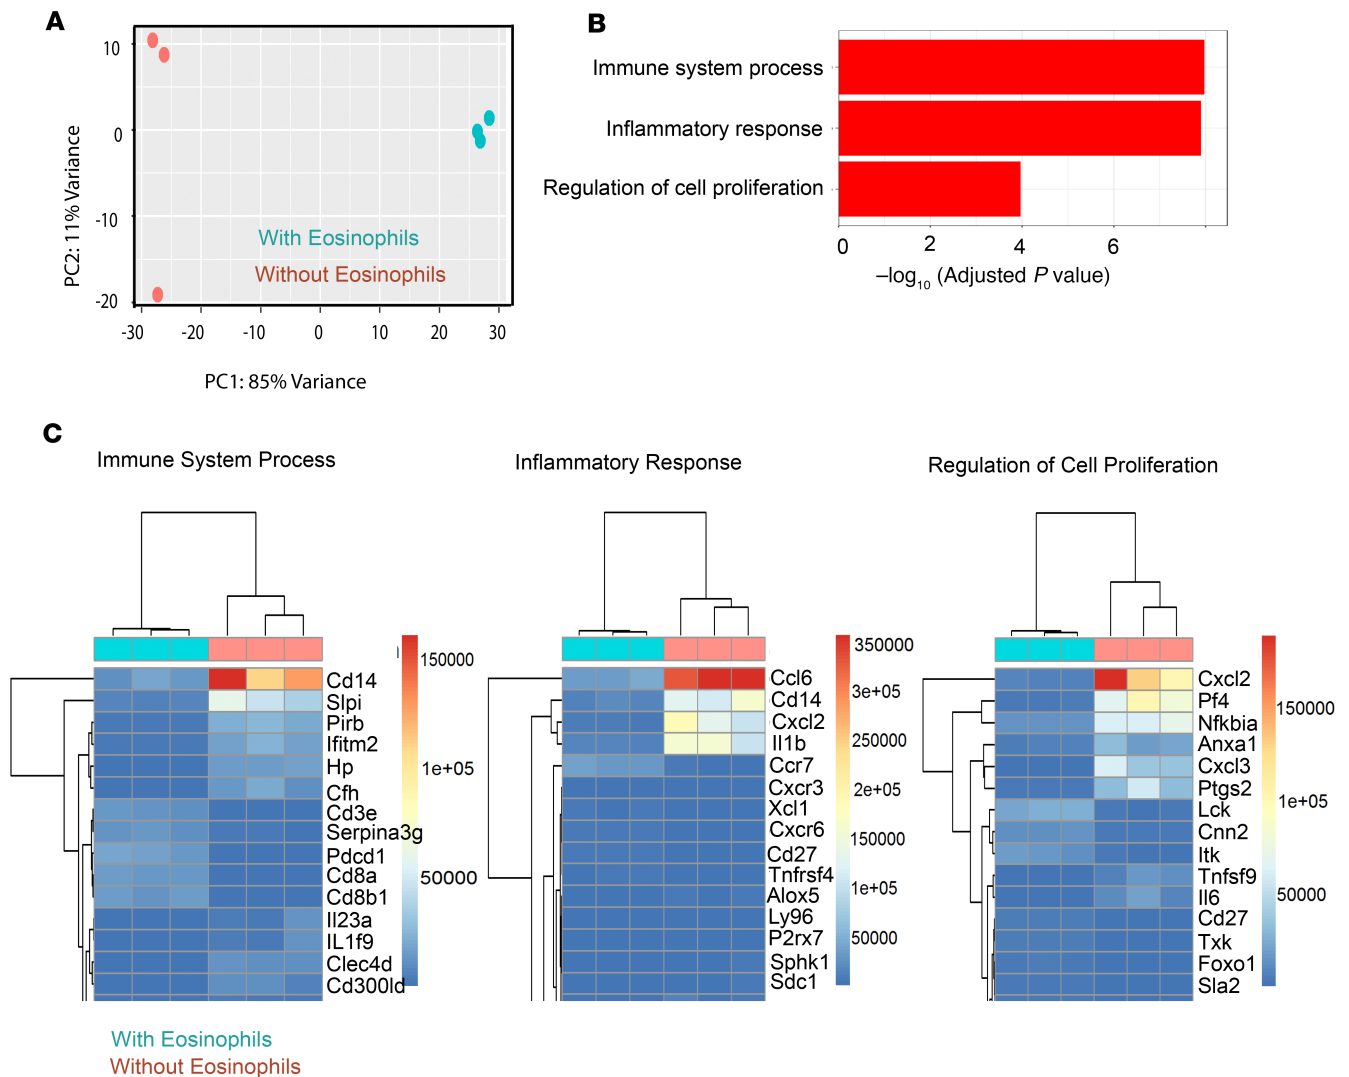 A
10
0
-10
-20
PC2: 11% Variance
With Eosinophils
Without Eosinophils
-30 -20 -10 0 10 20 30
PC1: 85% Variance
B
Immune system process
Inflammatory response
Regulation of cell proliferation
0 2 4 6
–log10 (Adjusted P value)
C
Immune System Process
Cd14
Slpi
Pirb
Ifitm2
Hp
Cfh
Cd3e
Serpina3g
Pdcd1
Cd8a
Cd8b1
Il23a
IL1f9
Clec4d
Cd300ld
150000
1e+05
50000
Inflammatory Response
Ccl6
Cd14
Cxcl2
Il1b
Ccr7
Cxcr3
Xcl1
Cxcr6
Cd27
Tnfrsf4
Alox5
Ly96
P2rx7
Sphk1
Sdc1
350000
3e+05
250000
2e+05
150000
1e+05
50000
Regulation of Cell Proliferation
Cxcl2
Pf4
Nfkbia
Anxa1
Cxcl3
Ptgs2
Lck
Cnn2
Itk
Tnfsf9
Il6
Cd27
Txk
Foxo1
Sla2
150000
1e+05
50000
With Eosinophils
Without Eosinophils